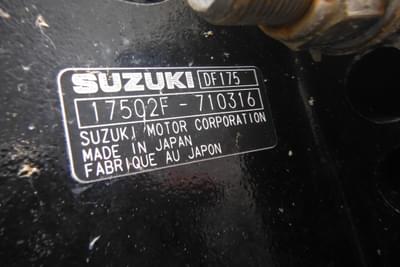 SUZUKI DF175
17502F-710316
SUZUKI MOTOR CORPORATION
MADE IN JAPAN
FABRIQUE AU JAPON